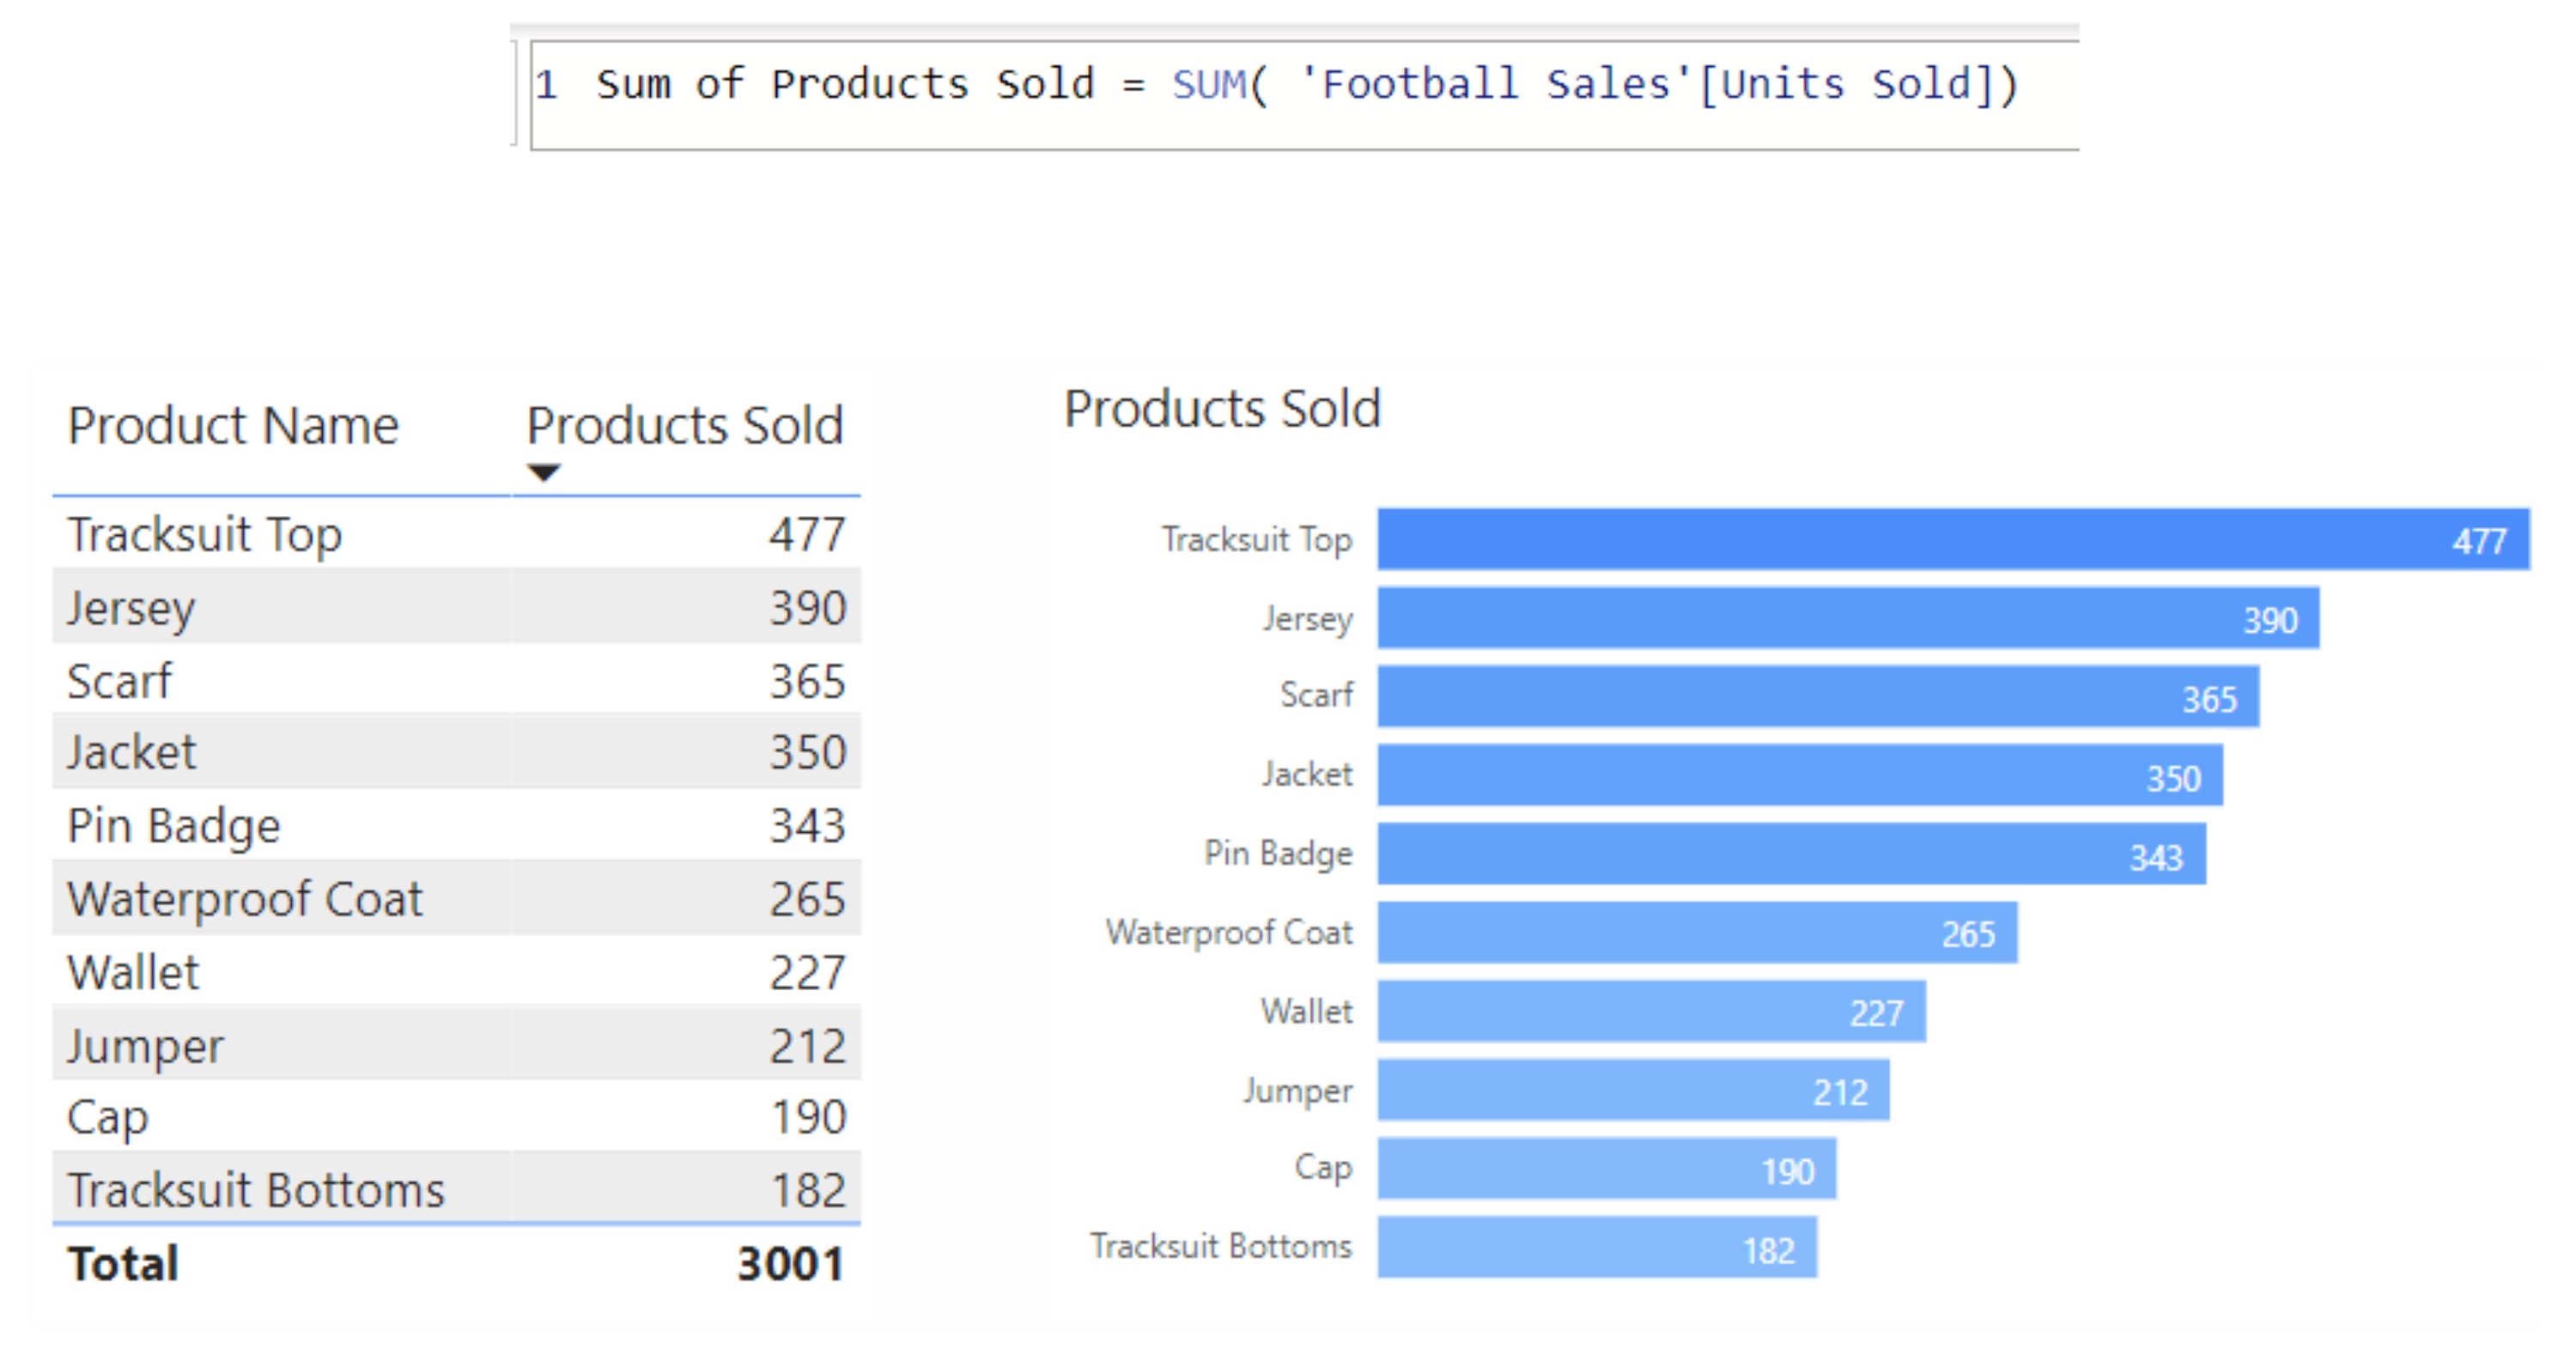 1 Sum of Products Sold = SUM( 'Football Sales'[Units Sold])
Product Name Products Sold
Tracksuit Top 477
Jersey 390
Scarf 365
Jacket 350
Pin Badge 343
Waterproof Coat 265
Wallet 227
Jumper 212
Cap 190
Tracksuit Bottoms 182
Total 3001
Products Sold
Tracksuit Top 477
Jersey 390
Scarf 365
Jacket 350
Pin Badge 343
Waterproof Coat 265
Wallet 227
Jumper 212
Cap 190
Tracksuit Bottoms 182